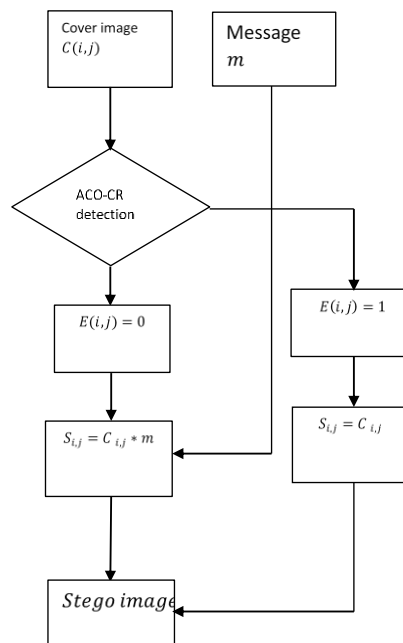 Cover image
C(i,j)
Message
m
ACO-CR
detection
E(i,j) = 0
E(i,j) = 1
S_{i,j} = C_{i,j} * m
S_{i,j} = C_{i,j}
Stego image